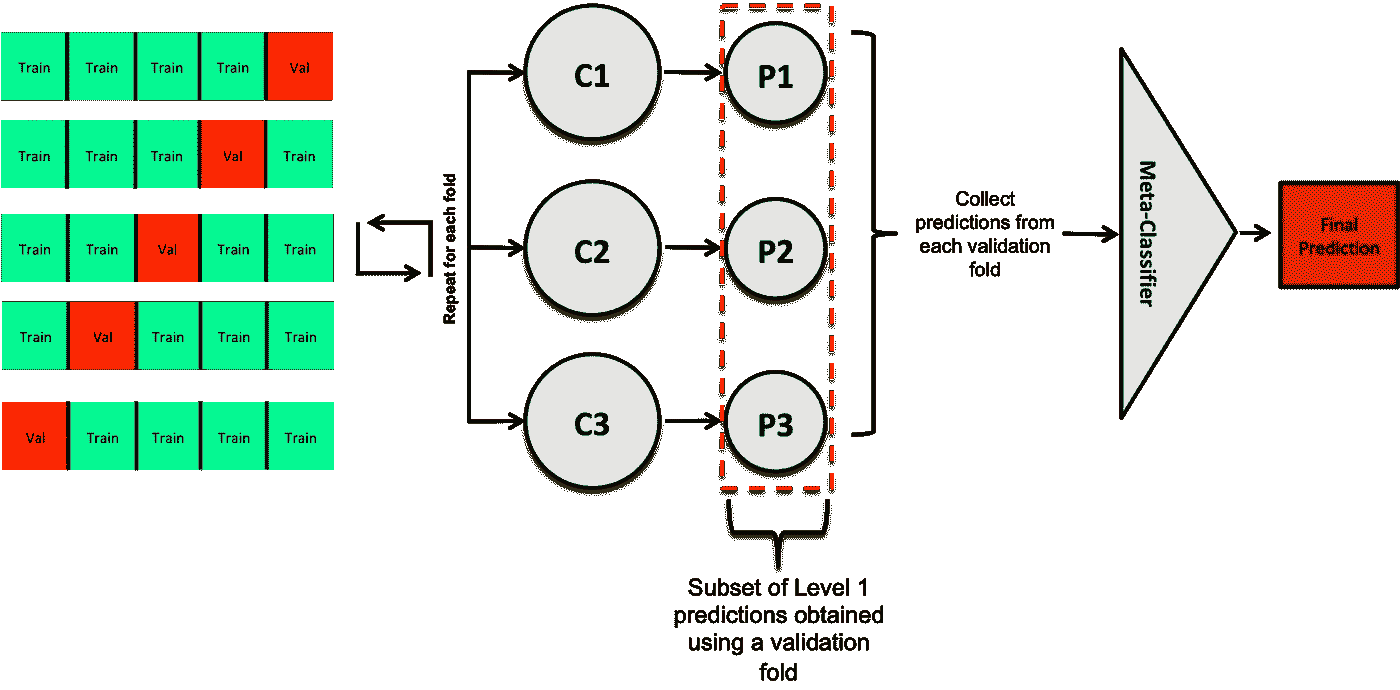 Train Train Train Train Val
Train Train Train Val Train
Train Train Val Train Train
Train Val Train Train Train
Val Train Train Train Train
Repeat for each fold
C1
C2
C3
P1
P2
P3
Subset of Level 1
predictions obtained
using a validation
fold
Collect
predictions from
each validation
fold
Meta-Classifier
Final
Prediction